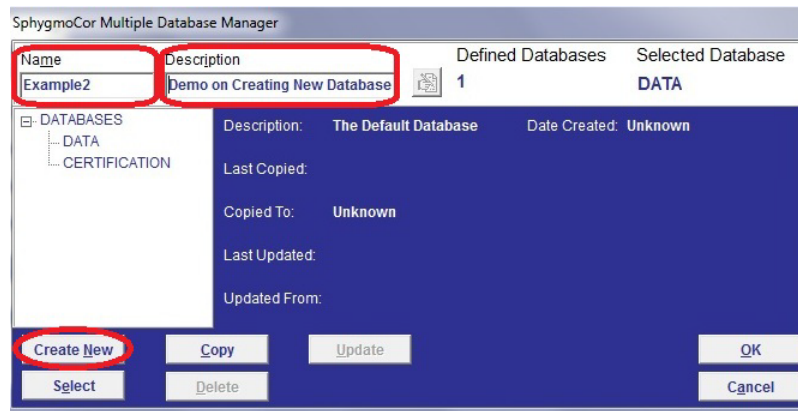 SphygmoCor Multiple Database Manager
Name Description Defined Databases Selected Database
Example2 Demo on Creating New Database 1 DATA
DATABASES Description: The Default Database Date Created: Unknown
DATA
CERTIFICATION
Last Copied:
Copied To: Unknown
Last Updated:
Updated From:
Create New Copy Update OK
Select Delete Cancel